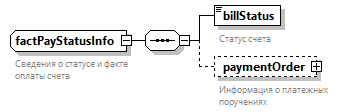 billStatus
Статус счета
factPayStatusInfo
Сведения о статусе и факте
оплаты счета
paymentOrder
Информация о платежных
поручениях